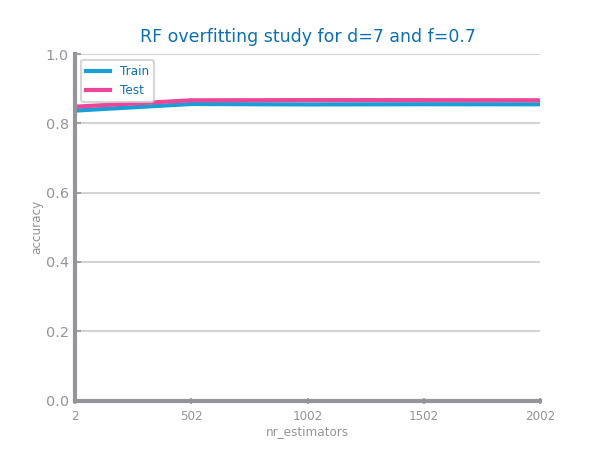 RF overfitting study for d=7 and f=0.7
1.0
Train
Test
0.8
0.6
accuracy
0.4
0.2
0.0
2 502 1002 1502 2002
nr_estimators